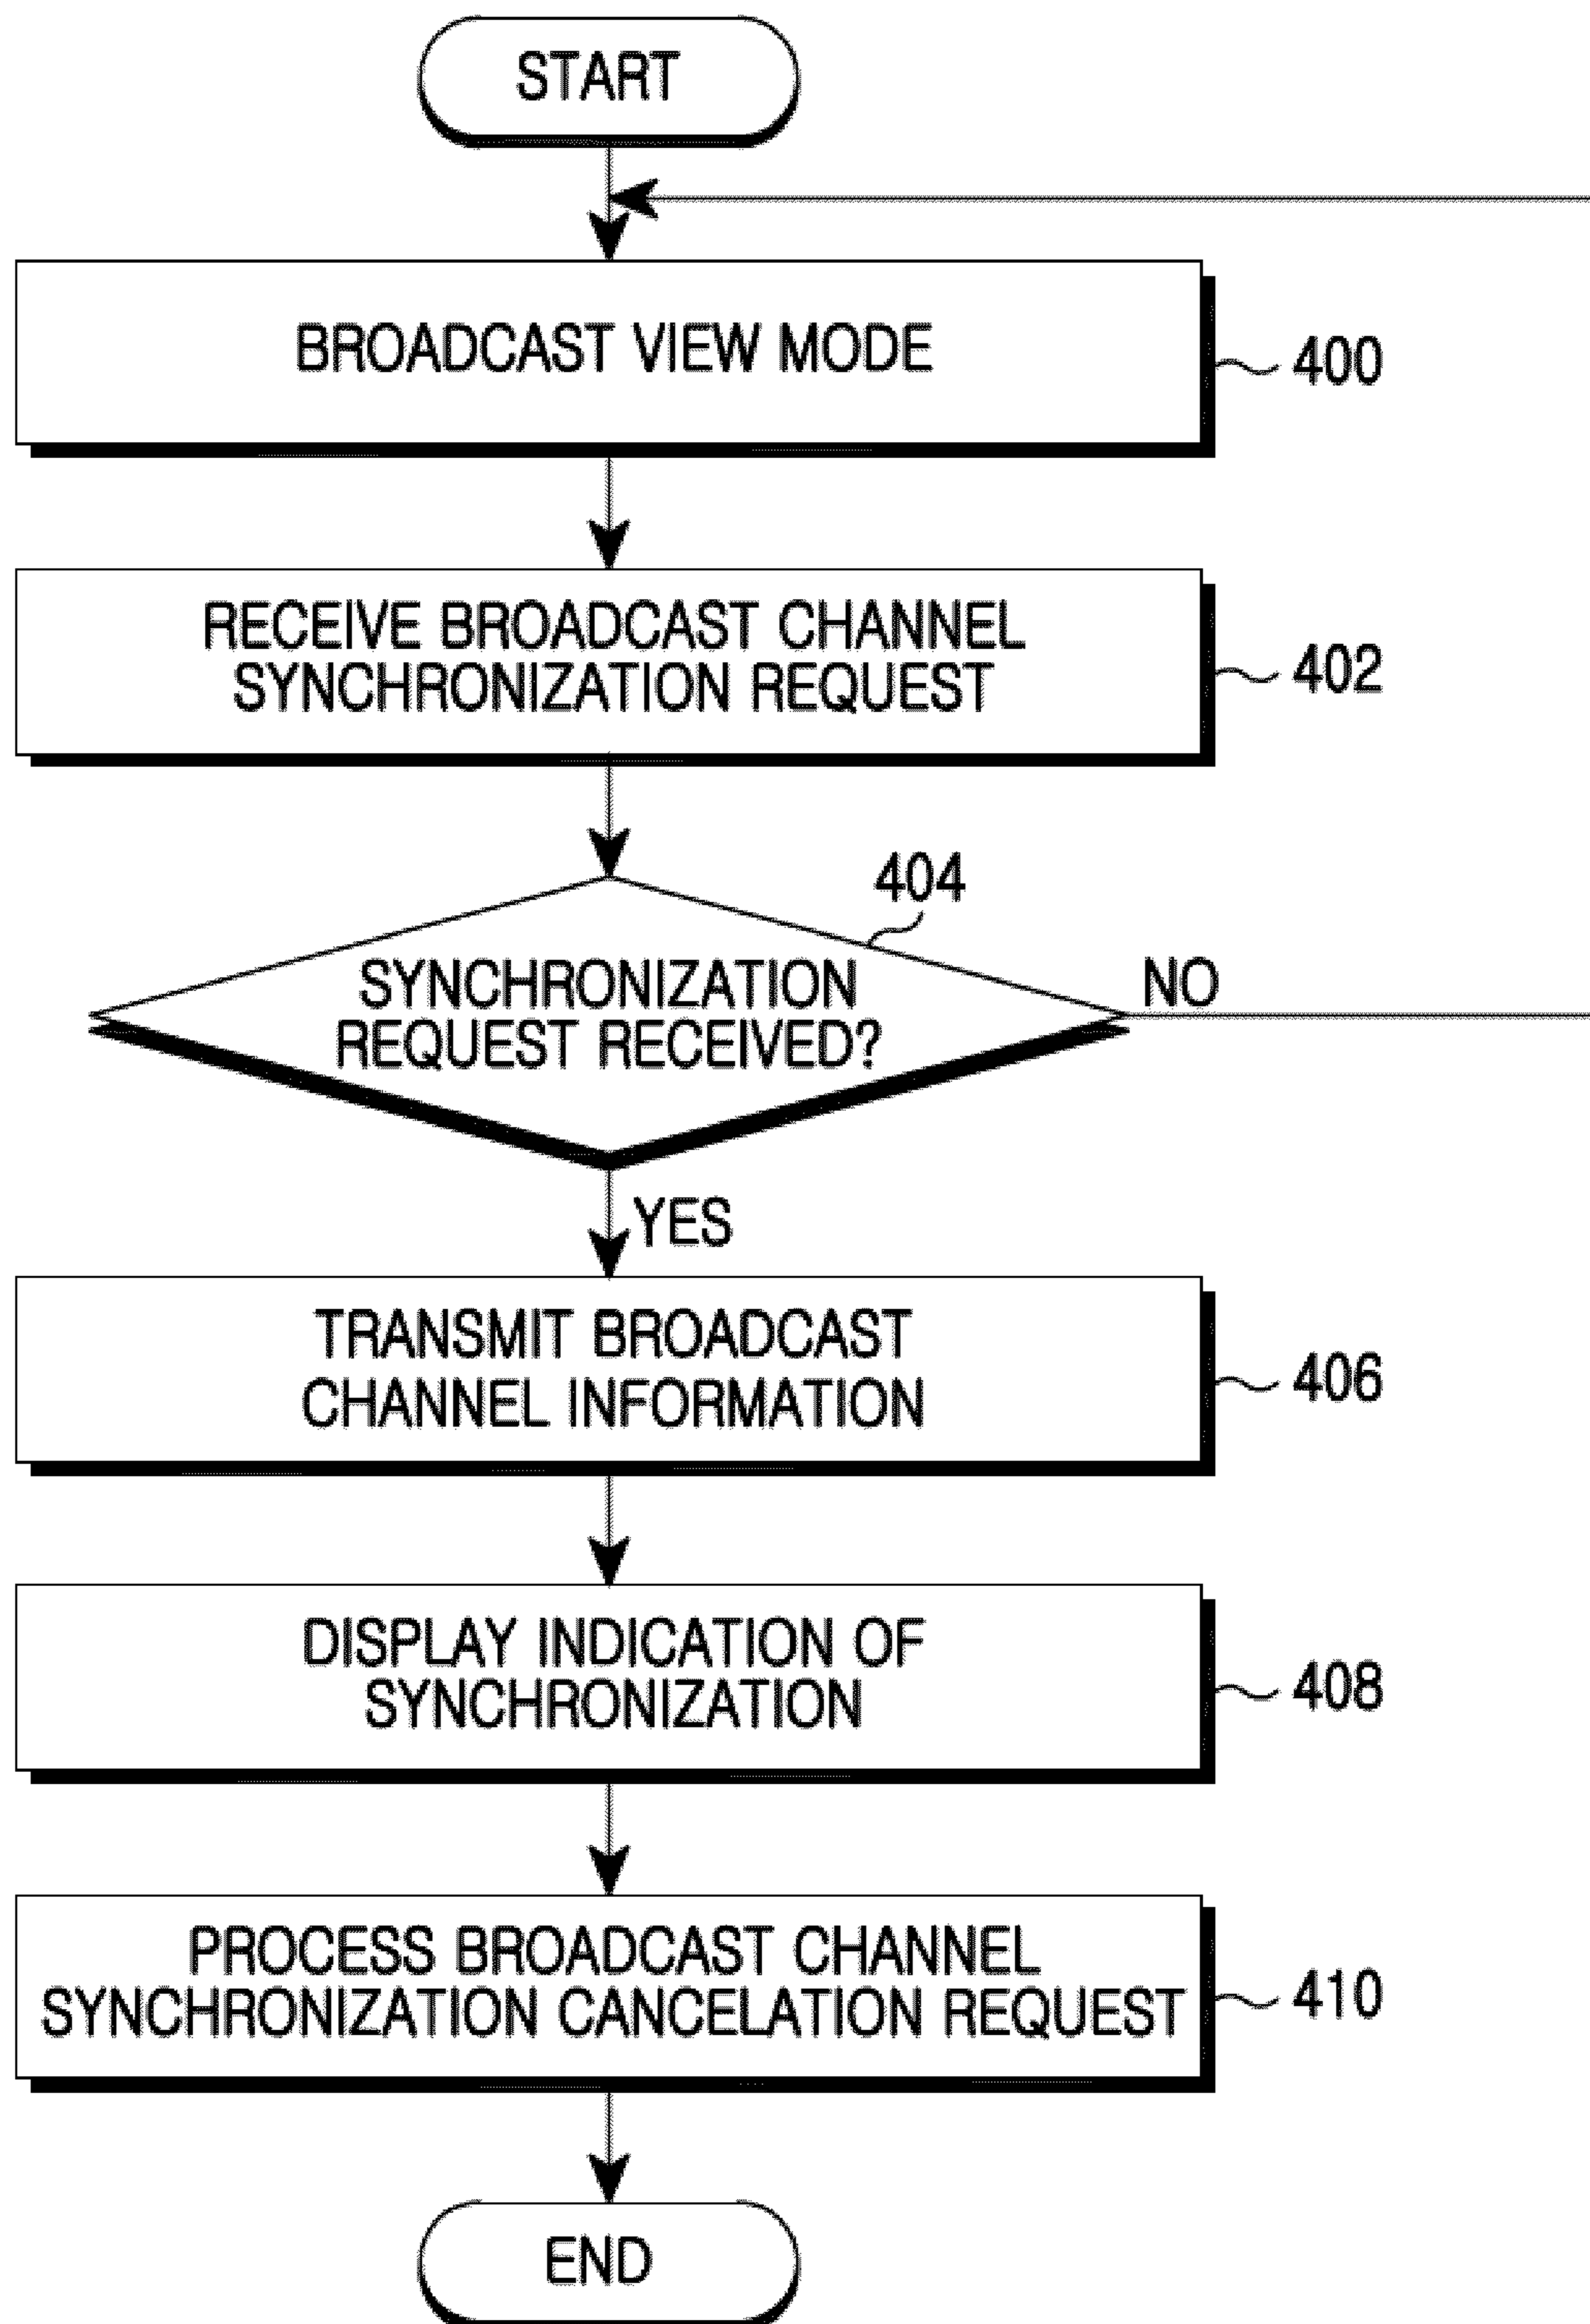 START
BROADCAST VIEW MODE
400
RECEIVE BROADCAST CHANNEL
SYNCHRONIZATION REQUEST
402
404
SYNCHRONIZATION
REQUEST RECEIVED?
NO
YES
TRANSMIT BROADCAST
CHANNEL INFORMATION
406
DISPLAY INDICATION OF
SYNCHRONIZATION
408
PROCESS BROADCAST CHANNEL
SYNCHRONIZATION CANCELATION REQUEST
410
END